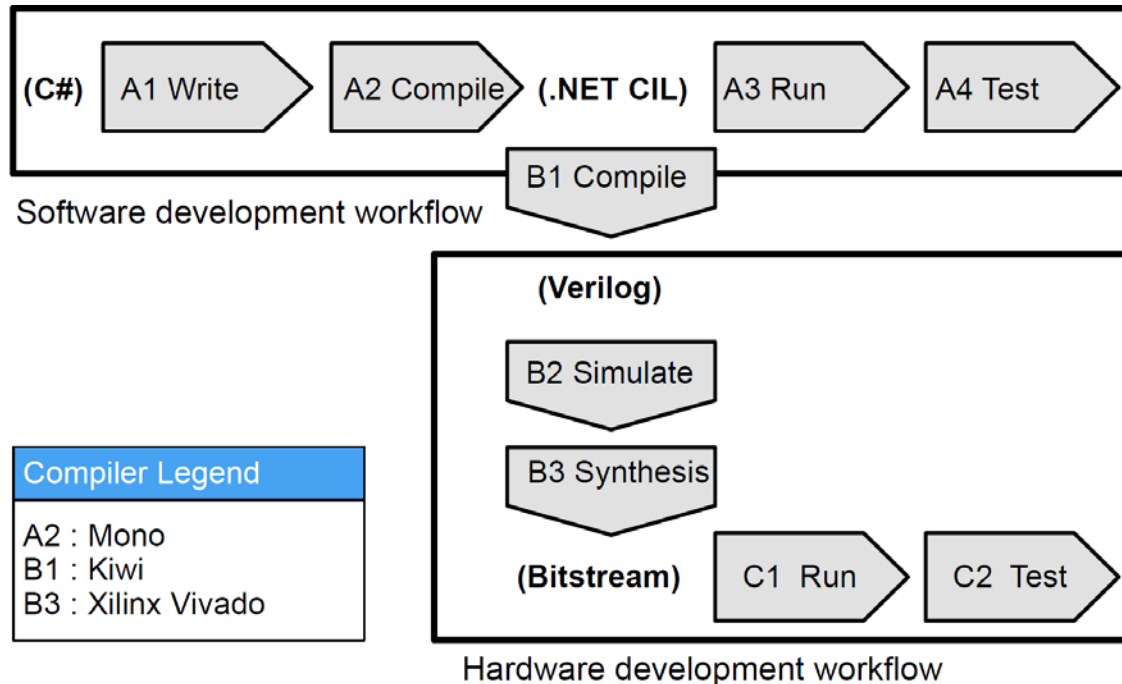 (C#) A1 Write A2 Compile (.NET CIL) A3 Run A4 Test
B1 Compile
Software development workflow
(Verilog)
B2 Simulate
B3 Synthesis
(Bitstream) C1 Run C2 Test
Hardware development workflow
Compiler Legend
A2 : Mono
B1 : Kiwi
B3 : Xilinx Vivado